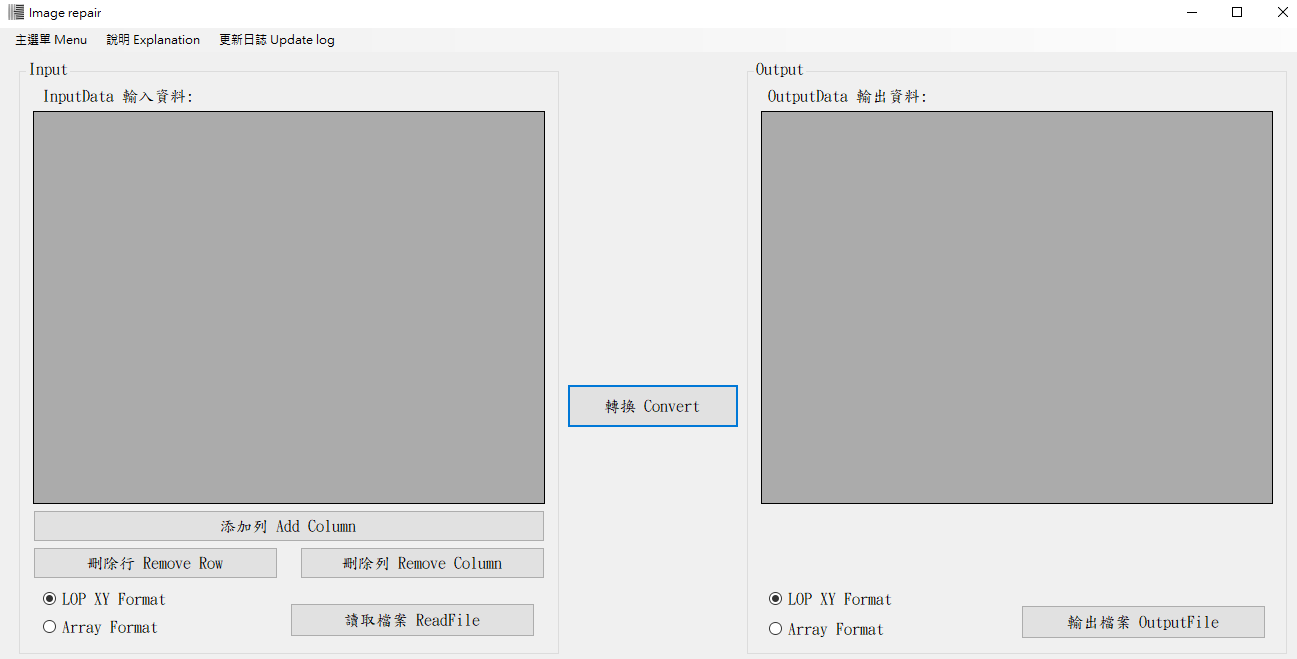 Image repair
主選單 Menu 說明 Explanation 更新日誌 Update log
Input
InputData 輸入資料:
添加列 Add Column
刪除行 Remove Row
刪除列 Remove Column
LOP XY Format
Array Format
讀取檔案 ReadFile
轉換 Convert
Output
OutputData 輸出資料:
LOP XY Format
Array Format
輸出檔案 OutputFile